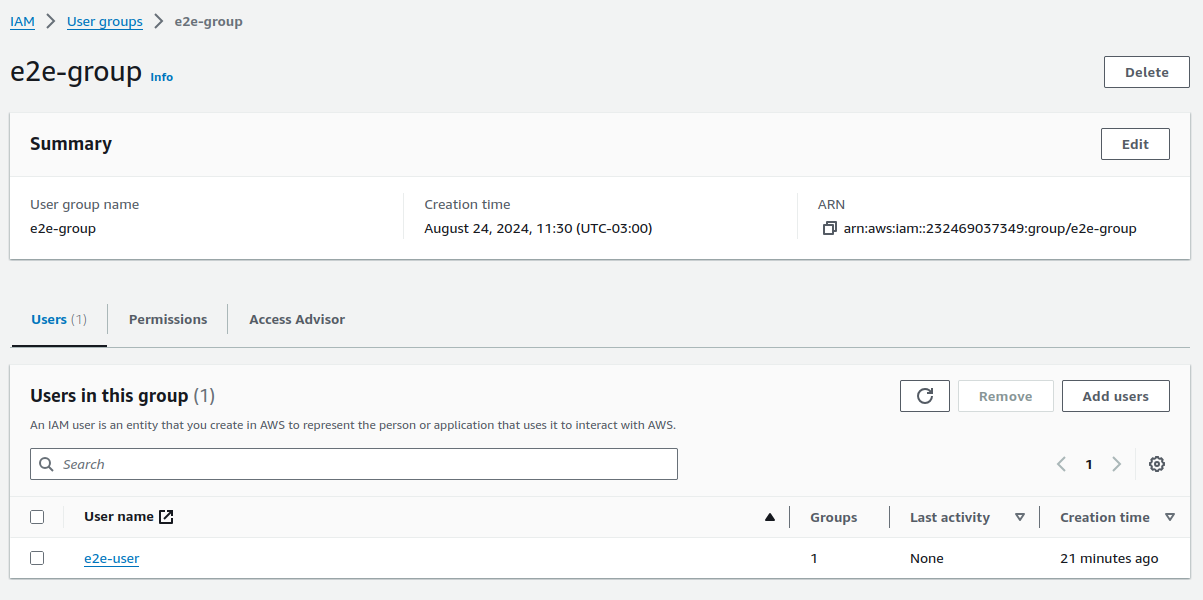 IAM > User groups > e2e-group
e2e-group Info
Delete
Summary
Edit
User group name
e2e-group
Creation time
August 24, 2024, 11:30 (UTC-03:00)
ARN
arn:aws:iam::232469037349:group/e2e-group
Users (1)
Permissions
Access Advisor
Users in this group (1)
Remove
Add users
An IAM user is an entity that you create in AWS to represent the person or application that uses it to interact with AWS.
Search
1
User name
Groups
Last activity
Creation time
e2e-user
1
None
21 minutes ago